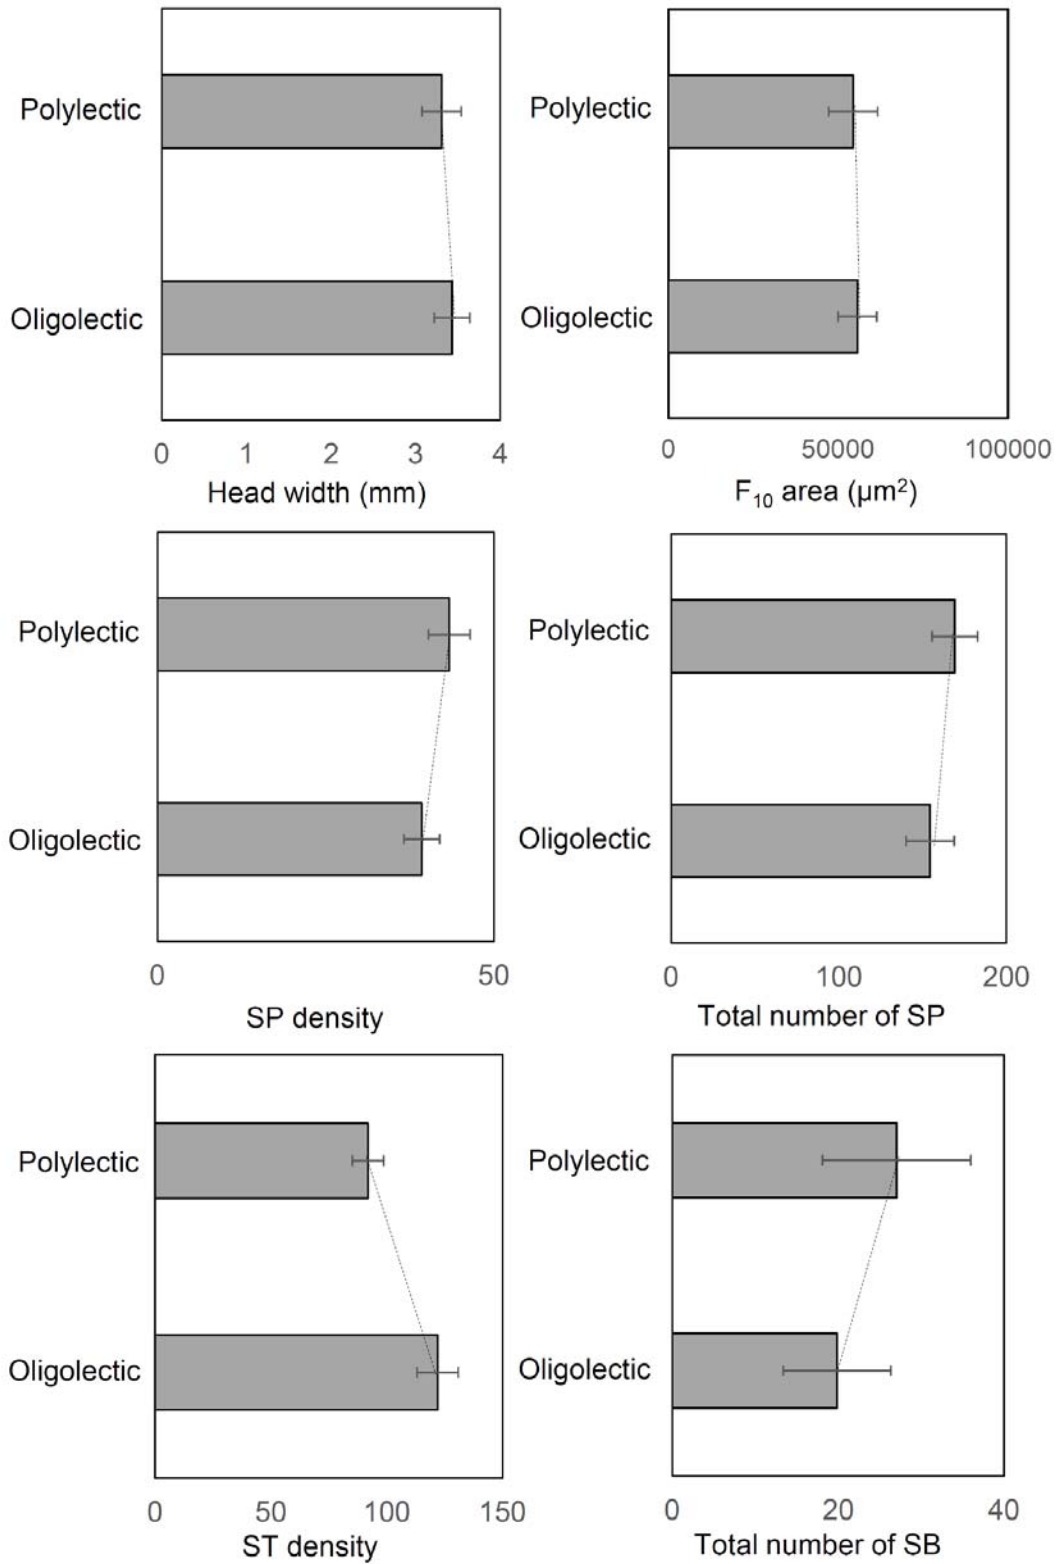 Polylectic
Oligolectic
0 1 2 3 4
Head width (mm)
Polylectic
Oligolectic
0 50000 100000
F₁₀ area (µm²)
Polylectic
Oligolectic
0 50
SP density
Polylectic
Oligolectic
0 100 200
Total number of SP
Polylectic
Oligolectic
0 50 100 150
ST density
Polylectic
Oligolectic
0 20 40
Total number of SB